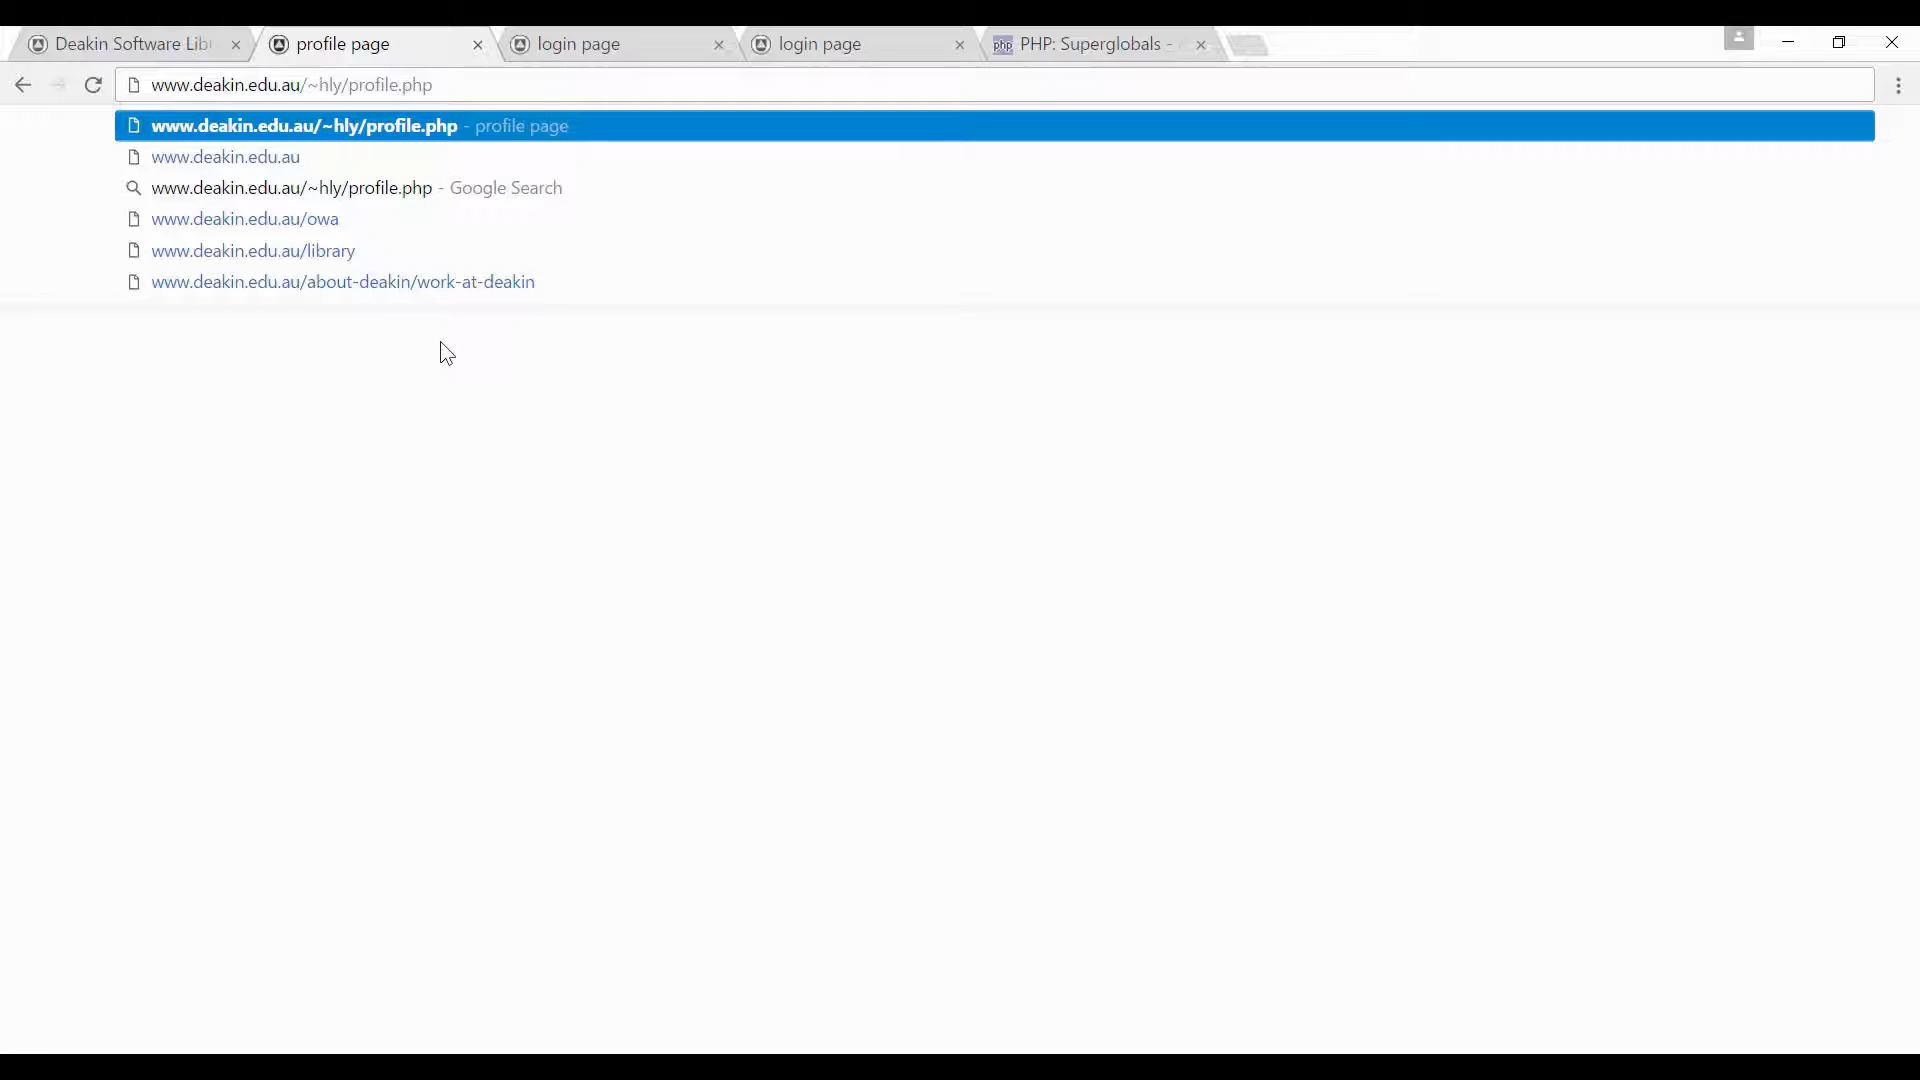 Deakin Software Lib
profile page
login page
login page
php PHP: Superglobals -
www.deakin.edu.au/~hly/profile.php
www.deakin.edu.au/~hly/profile.php - profile page
www.deakin.edu.au
www.deakin.edu.au/~hly/profile.php - Google Search
www.deakin.edu.au/owa
www.deakin.edu.au/library
www.deakin.edu.au/about-deakin/work-at-deakin